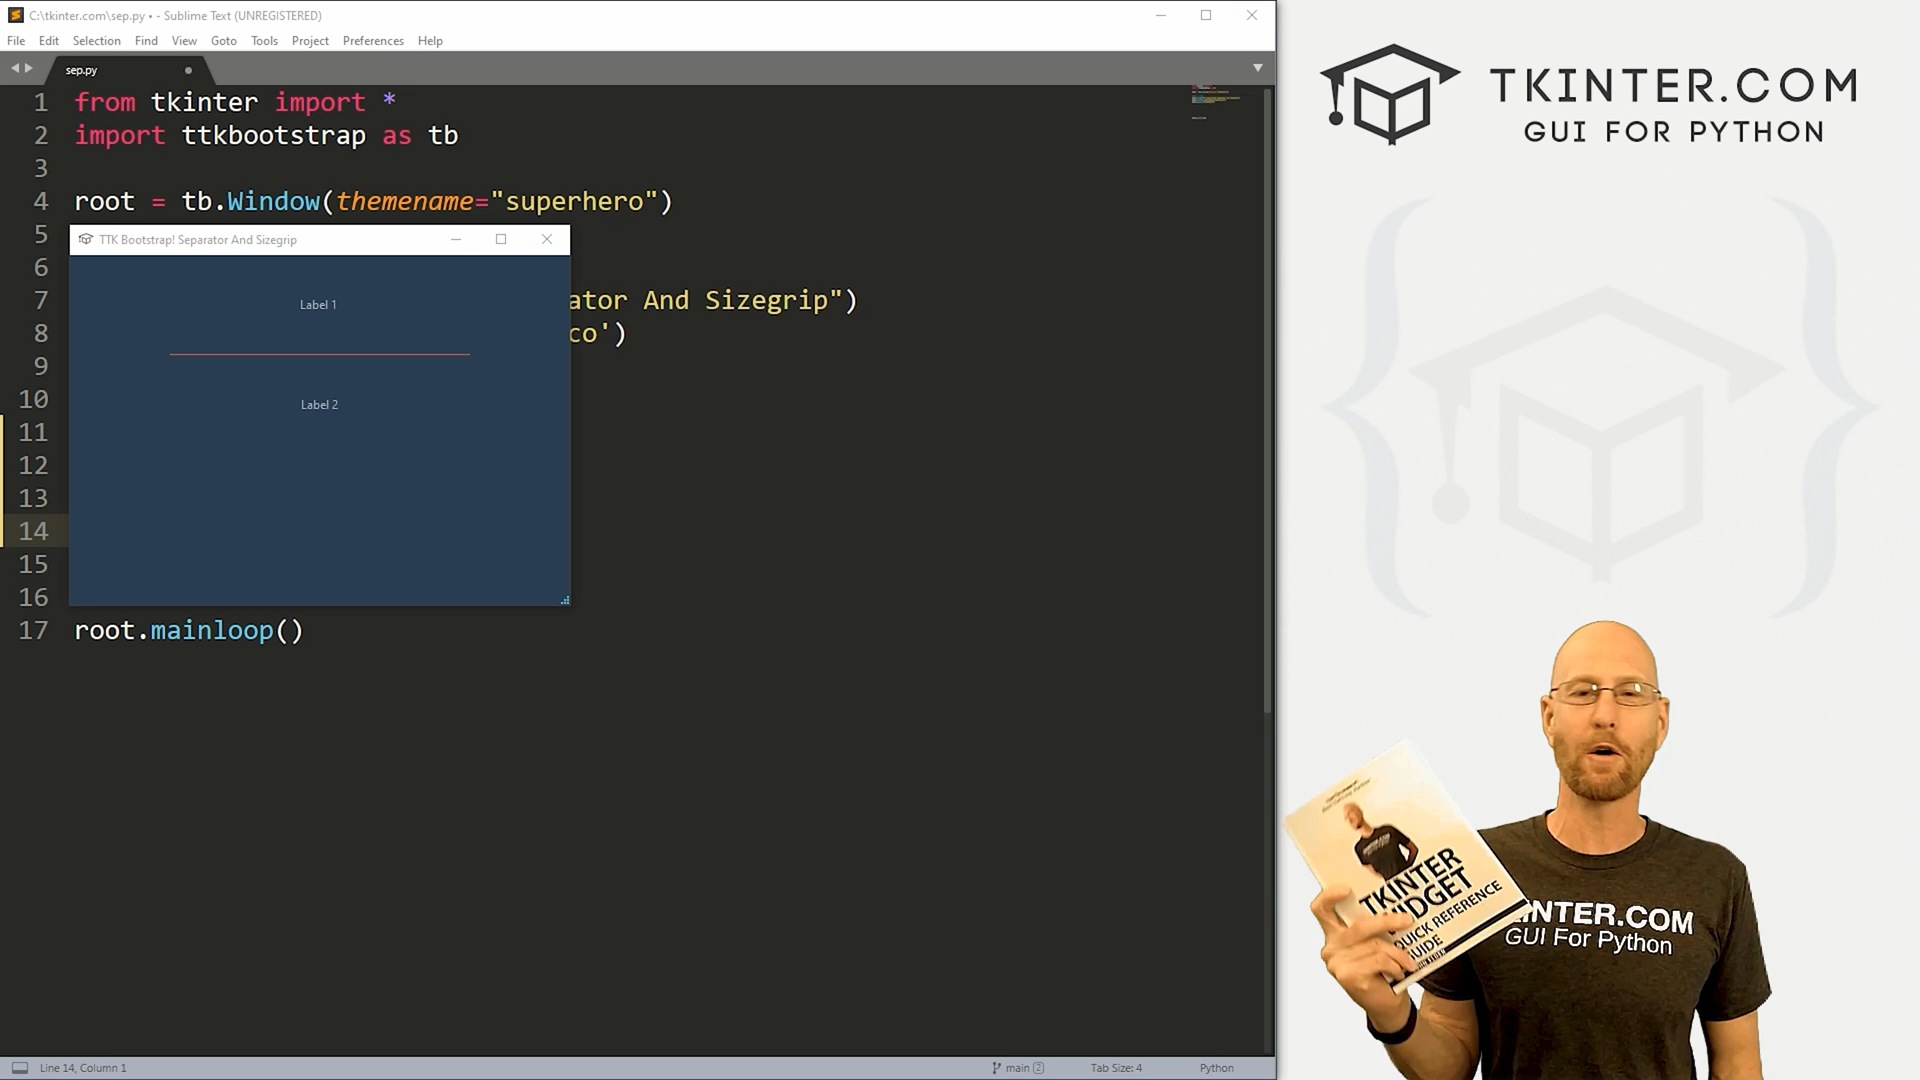 C:\tkinter.com\sep.py • - Sublime Text (UNREGISTERED)
File Edit Selection Find View Goto Tools Project Preferences Help
sep.py
1 from tkinter import *
2 import ttkbootstrap as tb
3
4 root = tb.Window(themename="superhero")
5
6
7 ator And Sizegrip")
8 co')
9
10
11
12
13
14
15
16
17 root.mainloop()
TTK Bootstrap! Separator And Sizegrip
Label 1
Label 2
Line 14, Column 1
main 2
Tab Size: 4
Python
TKINTER.COM
GUI FOR PYTHON
TKINTER
WIDGET
QUICK REFERENCE
GUIDE
INTER.COM
GUI For Python